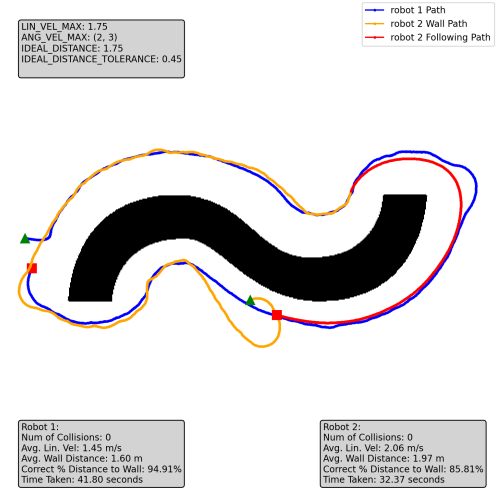 LIN_VEL_MAX: 1.75
ANG_VEL_MAX: (2, 3)
IDEAL_DISTANCE: 1.75
IDEAL_DISTANCE_TOLERANCE: 0.45
robot 1 Path
robot 2 Wall Path
robot 2 Following Path
Robot 1:
Num of Collisions: 0
Avg. Lin. Vel: 1.45 m/s
Avg. Wall Distance: 1.60 m
Correct % Distance to Wall: 94.91%
Time Taken: 41.80 seconds
Robot 2:
Num of Collisions: 0
Avg. Lin. Vel: 2.06 m/s
Avg. Wall Distance: 1.97 m
Correct % Distance to Wall: 85.81%
Time Taken: 32.37 seconds